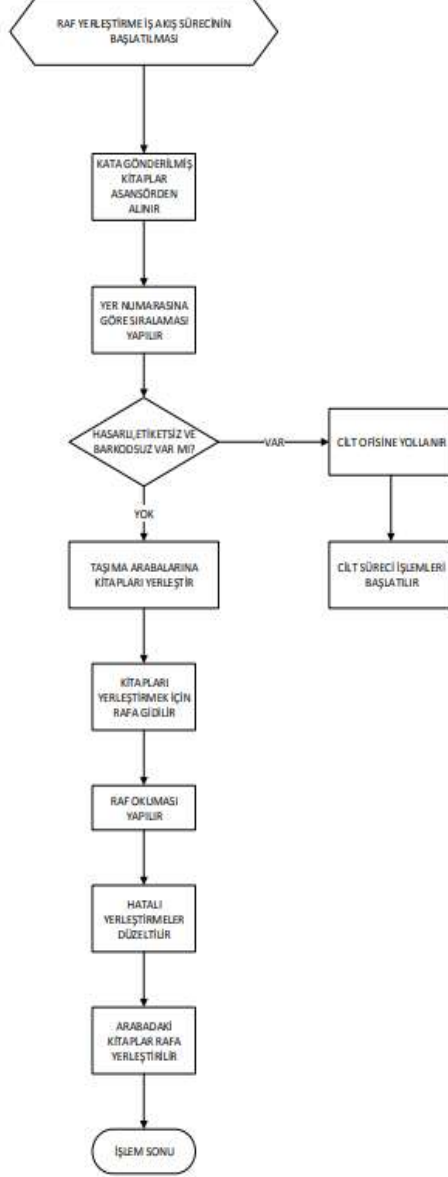 RAF YERLEŞTİRME İŞ AKIŞ SÜRECİNİN
BAŞLATILMASI
KATA GÖNDERİLMİŞ
KİTAPLAR
ASANSÖRDEN
ALINIR
YER NUMARASINA
GÖRE SIRALAMASI
YAPILIR
HASARLI,ETİKETSİZ VE
BARKODSUZ VAR MI?
VAR
CİLT OFİSİNE YOLLANIR
YOK
TAŞIMA ARABALARINA
KİTAPLARI YERLEŞTİR
CİLT SÜRECİ İŞLEMLERİ
BAŞLATILIR
KİTAPLARI
YERLEŞTİRMEK İÇİN
RAFA GİDİLİR
RAF OKUMASI
YAPILIR
HATALI
YERLEŞTİRMELER
DÜZELTİLİR
ARABADAKİ
KİTAPLAR RAFA
YERLEŞTİRİLİR
İŞLEM SONU